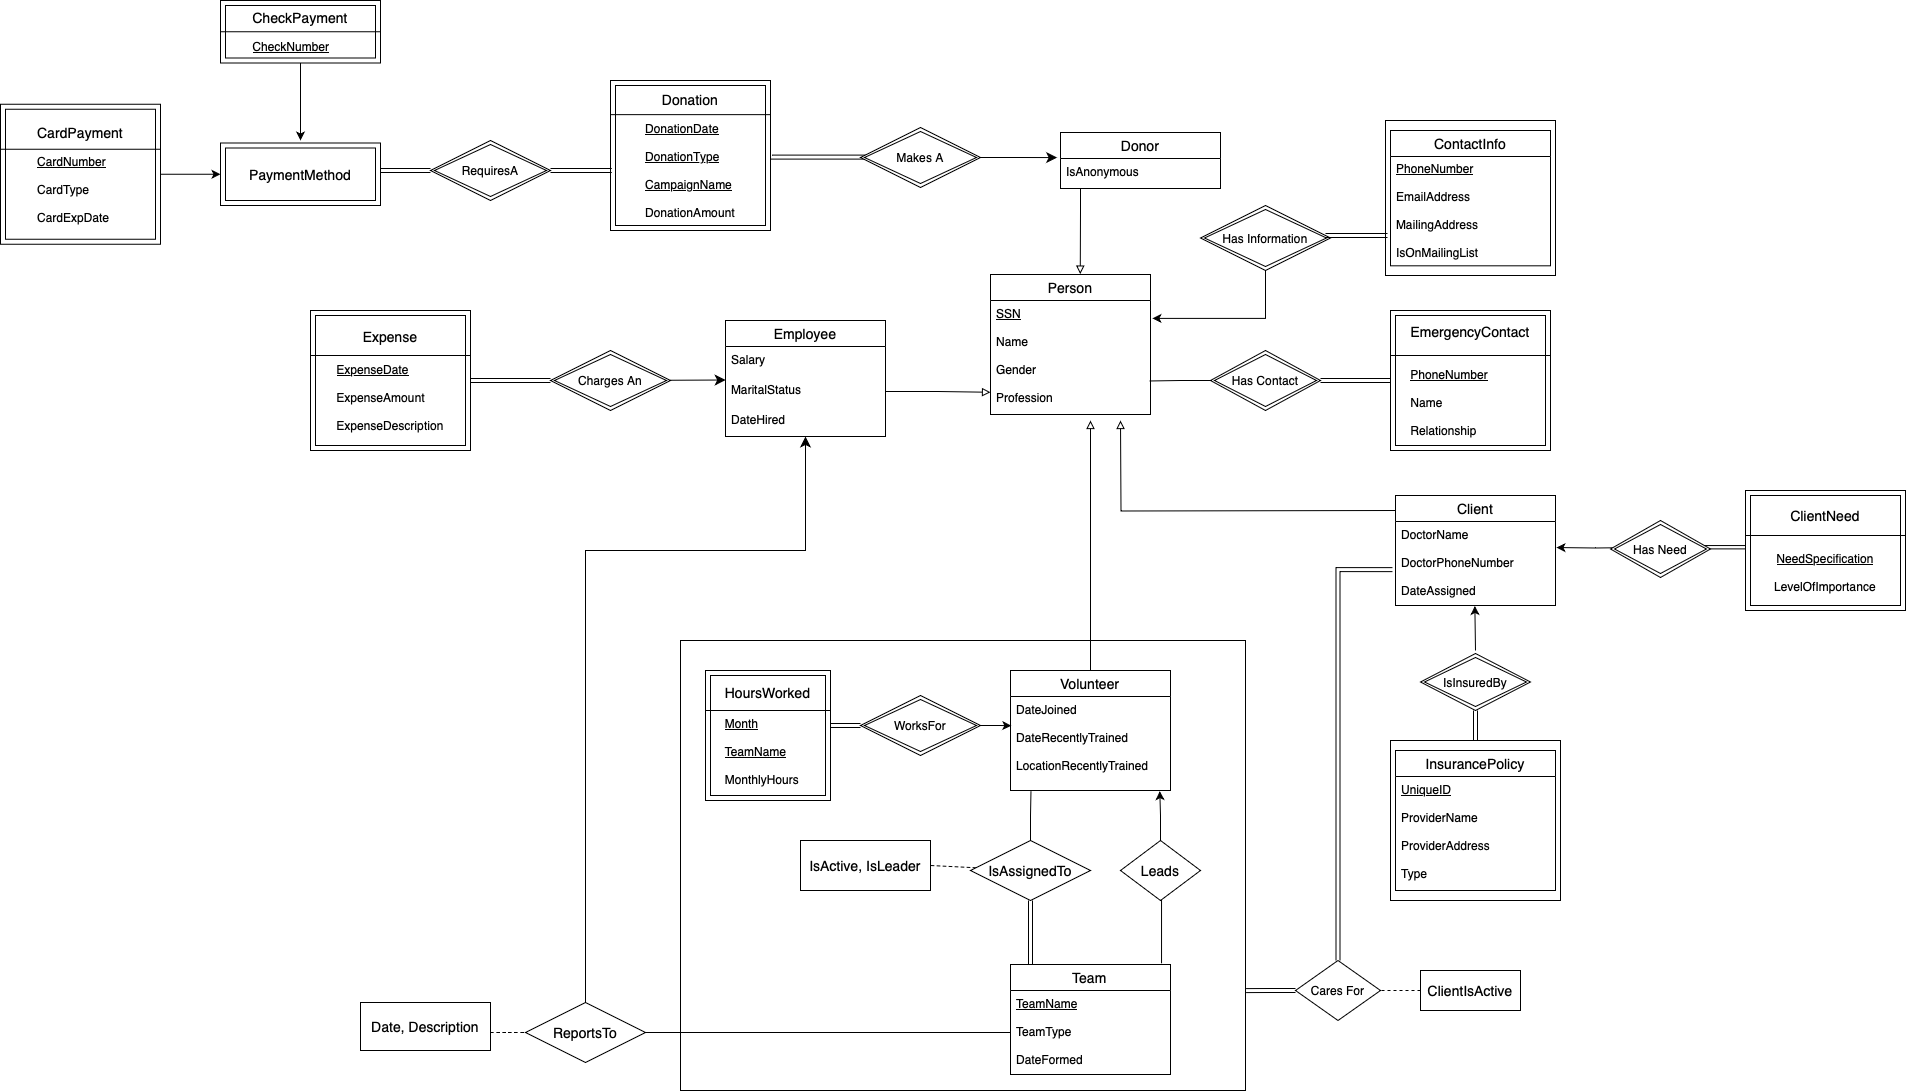 CheckPayment
CheckNumber
CardPayment
CardNumber
CardType
CardExpDate
PaymentMethod
RequiresA
Donation
DonationDate
DonationType
CampaignName
DonationAmount
Makes A
Donor
IsAnonymous
ContactInfo
PhoneNumber
EmailAddress
MailingAddress
IsOnMailingList
Has Information
Person
SSN
Name
Gender
Profession
Expense
ExpenseDate
ExpenseAmount
ExpenseDescription
Charges An
Employee
Salary
MaritalStatus
DateHired
Has Contact
EmergencyContact
PhoneNumber
Name
Relationship
Client
DoctorName
DoctorPhoneNumber
DateAssigned
Has Need
ClientNeed
NeedSpecification
LevelOfImportance
HoursWorked
Month
TeamName
MonthlyHours
WorksFor
Volunteer
DateJoined
DateRecentlyTrained
LocationRecentlyTrained
IsInsuredBy
InsurancePolicy
UniqueID
ProviderName
ProviderAddress
Type
IsActive, IsLeader
IsAssignedTo
Leads
Team
TeamName
TeamType
DateFormed
Cares For
ClientIsActive
Date, Description
ReportsTo